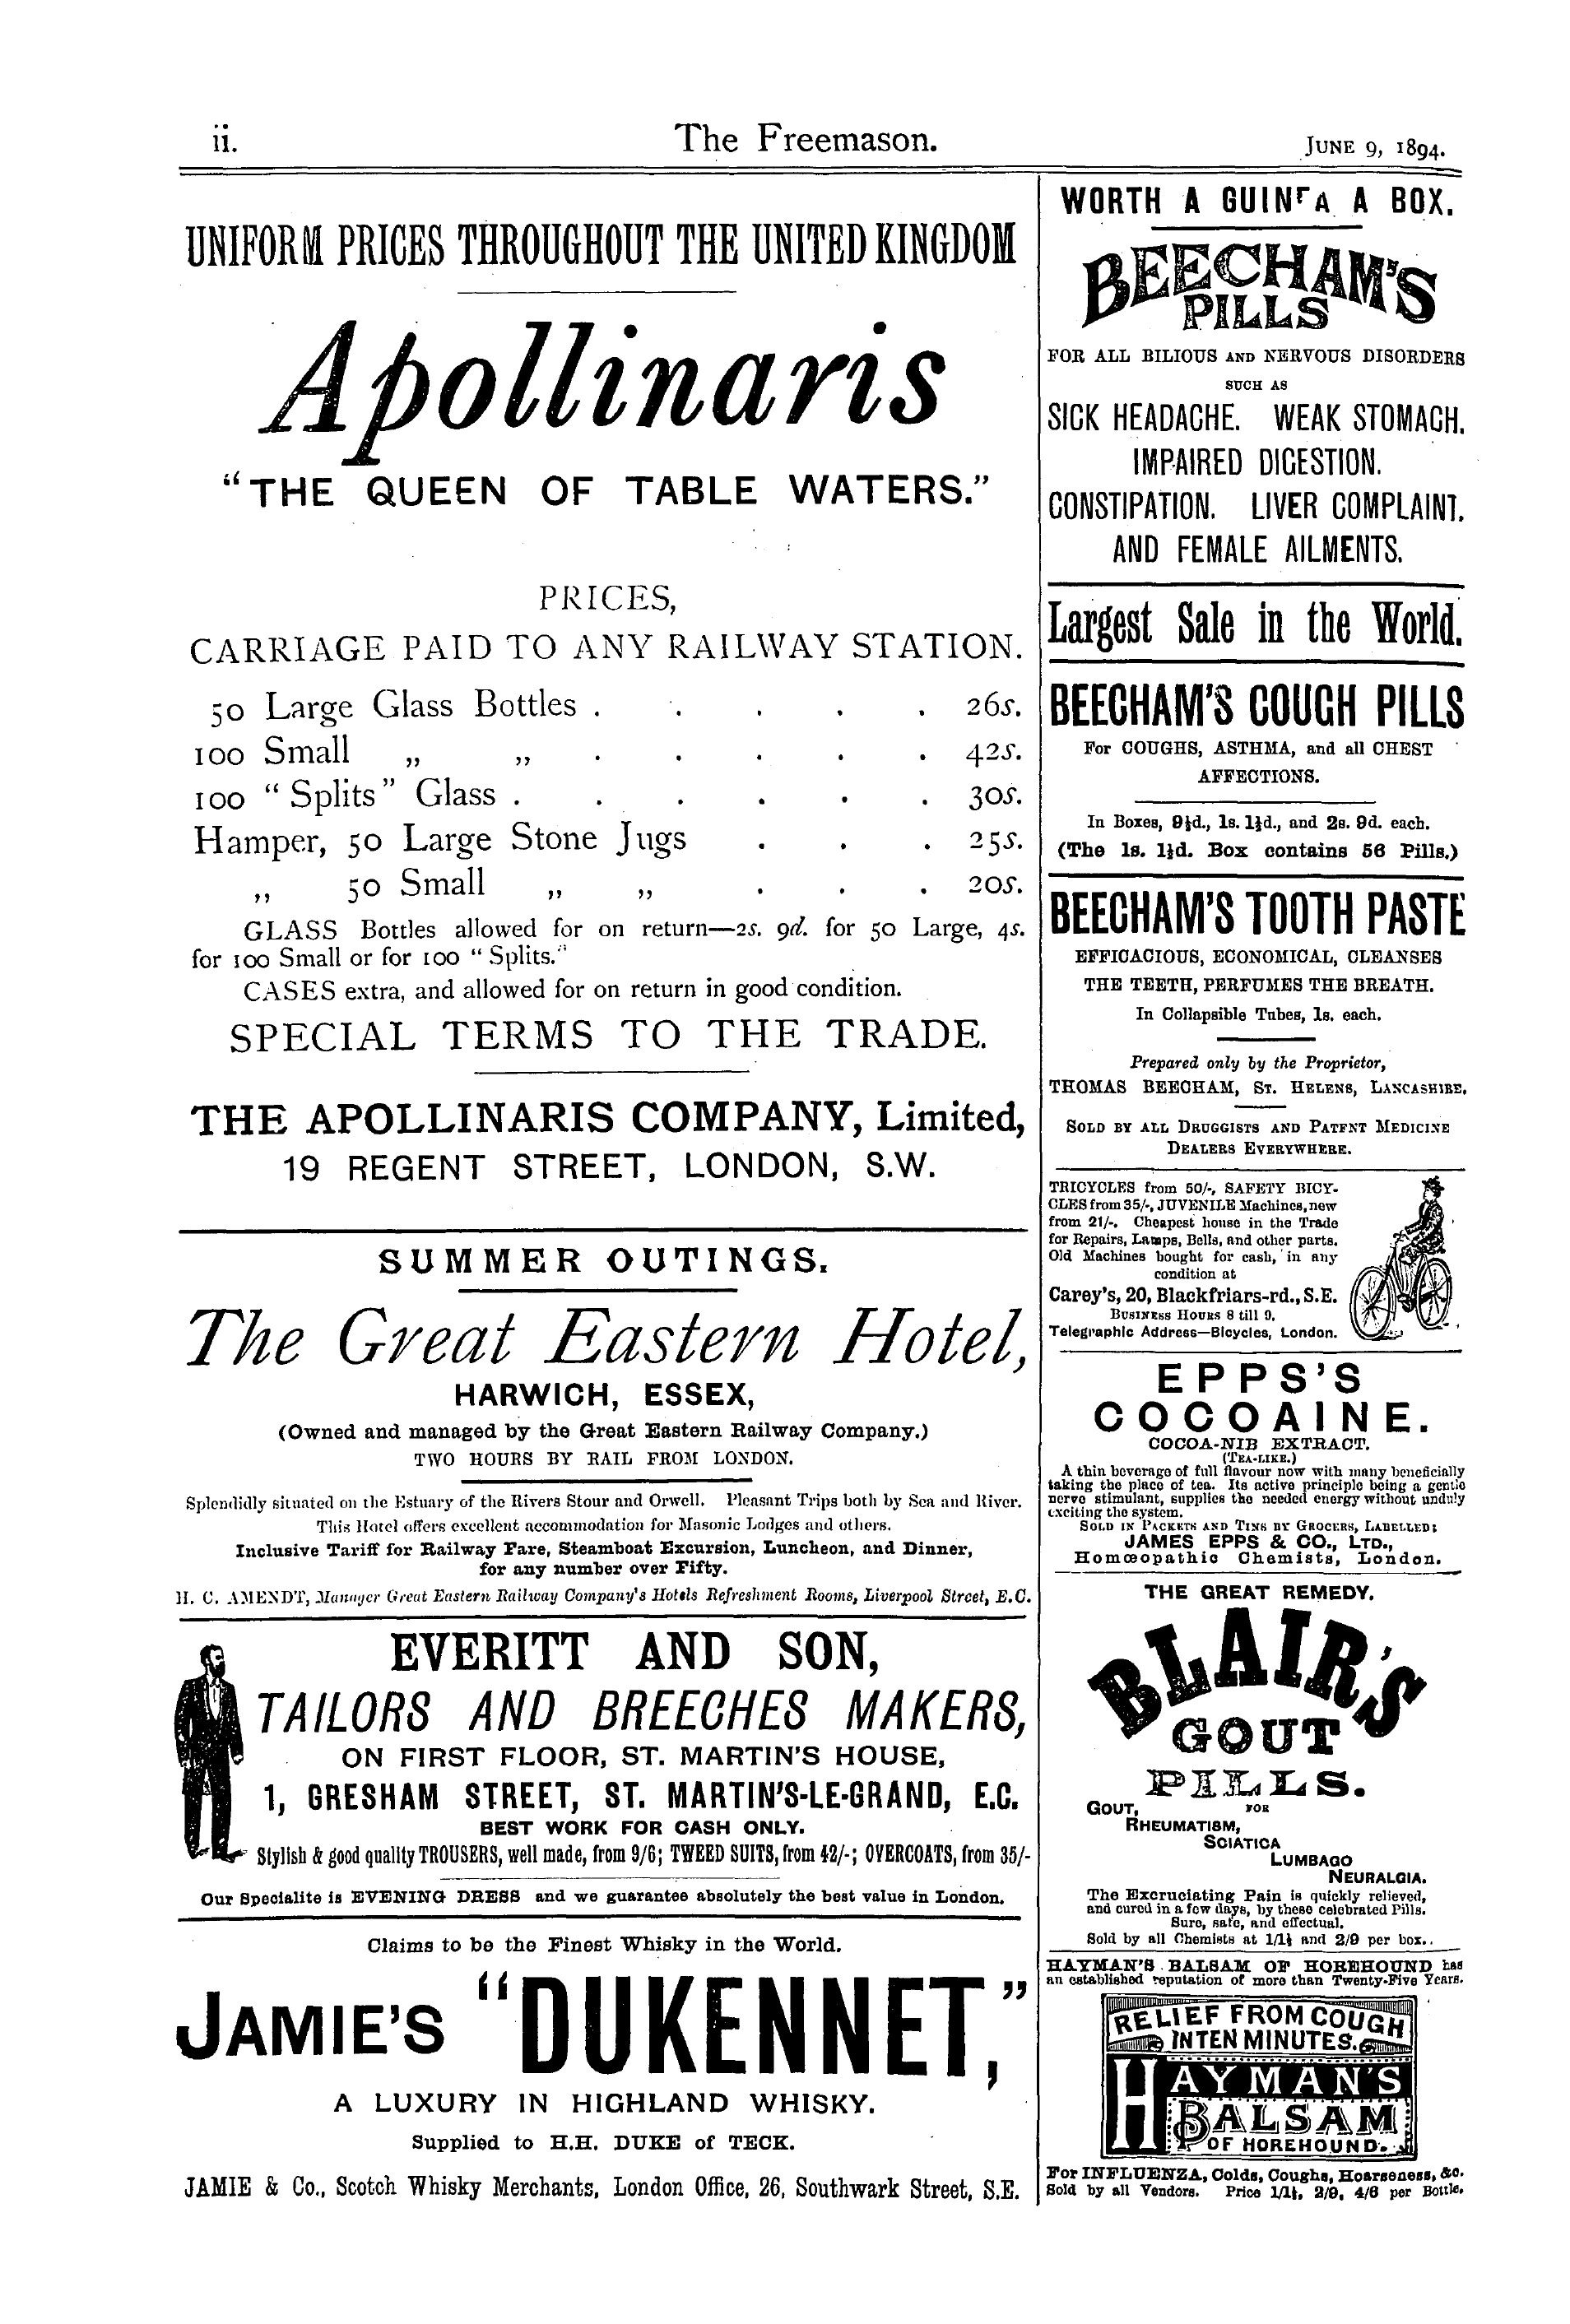 ii.
The Freemason.
JUNE 9, 1894.
UNIFORM PRICES THROUGHOUT THE UNITED KINGDOM
Apollinaris
"THE QUEEN OF TABLE WATERS."
PRICES,
CARRIAGE PAID TO ANY RAILWAY STATION.
50 Large Glass Bottles . . . . . 26s.
100 Small „ „ . . . . . 42s.
100 "Splits" Glass . . . . . . 30s.
Hamper, 50 Large Stone Jugs . . . 25s.
„ 50 Small „ „ . . . 20s.
GLASS Bottles allowed for on return—2s. 9d. for 50 Large, 4s.
for 100 Small or for 100 "Splits."
CASES extra, and allowed for on return in good condition.
SPECIAL TERMS TO THE TRADE.
THE APOLLINARIS COMPANY, Limited,
19 REGENT STREET, LONDON, S.W.
SUMMER OUTINGS.
The Great Eastern Hotel,
HARWICH, ESSEX,
(Owned and managed by the Great Eastern Railway Company.)
TWO HOURS BY RAIL FROM LONDON.
Splendidly situated on the Estuary of the Rivers Stour and Orwell. Pleasant Trips both by Sea and River.
This Hotel offers excellent accommodation for Masonic Lodges and others.
Inclusive Tariff for Railway Fare, Steamboat Excursion, Luncheon, and Dinner,
for any number over Fifty.
H. C. AMENDT, Manager Great Eastern Railway Company's Hotels Refreshment Rooms, Liverpool Street, E.C.
EVERITT AND SON,
TAILORS AND BREECHES MAKERS,
ON FIRST FLOOR, ST. MARTIN'S HOUSE,
1, GRESHAM STREET, ST. MARTIN'S-LE-GRAND, E.C.
BEST WORK FOR CASH ONLY.
Stylish & good quality TROUSERS, well made, from 9/6; TWEED SUITS, from 42/-; OVERCOATS, from 35/-
Our Specialite is EVENING DRESS and we guarantee absolutely the best value in London.
Claims to be the Finest Whisky in the World.
JAMIE'S "DUKENNET,"
A LUXURY IN HIGHLAND WHISKY.
Supplied to H.H. DUKE of TECK.
JAMIE & Co., Scotch Whisky Merchants, London Office, 26, Southwark Street, S.E.
WORTH A GUINEA A BOX.
BEECHAM'S
PILLS
FOR ALL BILIOUS AND NERVOUS DISORDERS
SUCH AS
SICK HEADACHE. WEAK STOMACH.
IMPAIRED DIGESTION.
CONSTIPATION. LIVER COMPLAINT.
AND FEMALE AILMENTS.
Largest Sale in the World.
BEECHAM'S COUGH PILLS
For COUGHS, ASTHMA, and all CHEST
AFFECTIONS.
In Boxes, 9½d., 1s. 1½d., and 2s. 9d. each.
(The 1s. 1½d. Box contains 56 Pills.)
BEECHAM'S TOOTH PASTE
EFFICACIOUS, ECONOMICAL, CLEANSES
THE TEETH, PERFUMES THE BREATH.
In Collapsible Tubes, 1s. each.
Prepared only by the Proprietor,
THOMAS BEECHAM, ST. HELENS, LANCASHIRE.
SOLD BY ALL DRUGGISTS AND PATENT MEDICINE
DEALERS EVERYWHERE.
TRICYCLES from 50/-, SAFETY BICY-
CLES from 35/-, JUVENILE Machines, new
from 21/-. Cheapest house in the Trade
for Repairs, Lamps, Bells, and other parts.
Old Machines bought for cash, in any
condition at
Carey's, 20, Blackfriars-rd., S.E.
BUSINESS HOURS 8 till 9.
Telegraphic Address—Bicycles, London.
EPPS'S
COCOAINE.
COCOA-NIB EXTRACT.
(TEA-LIKE.)
A thin beverage of full flavour now with many beneficially
taking the place of tea. Its active principle being a gentle
nerve stimulant, supplies the needed energy without unduly
exciting the system.
SOLD IN PACKETS AND TINS BY GROCERS, LABELLED:
JAMES EPPS & CO., LTD.,
Homœopathic Chemists, London.
THE GREAT REMEDY.
BLAIR'S
GOUT
PILLS.
FOR
GOUT,
RHEUMATISM,
SCIATICA
LUMBAGO
NEURALGIA.
The Excruciating Pain is quickly relieved,
and cured in a few days, by these celebrated Pills.
Sure, safe, and effectual.
Sold by all Chemists at 1/1½ and 2/9 per box.
HAYMAN'S BALSAM OF HOREHOUND has
an established reputation of more than Twenty-Five Years.
RELIEF FROM COUGH
IN TEN MINUTES.
HAYMAN'S
BALSAM
OF HOREHOUND.
For INFLUENZA, Colds, Coughs, Hoarseness, &c.
Sold by all Vendors. Price 1/1½, 2/9, 4/6 per Bottle.